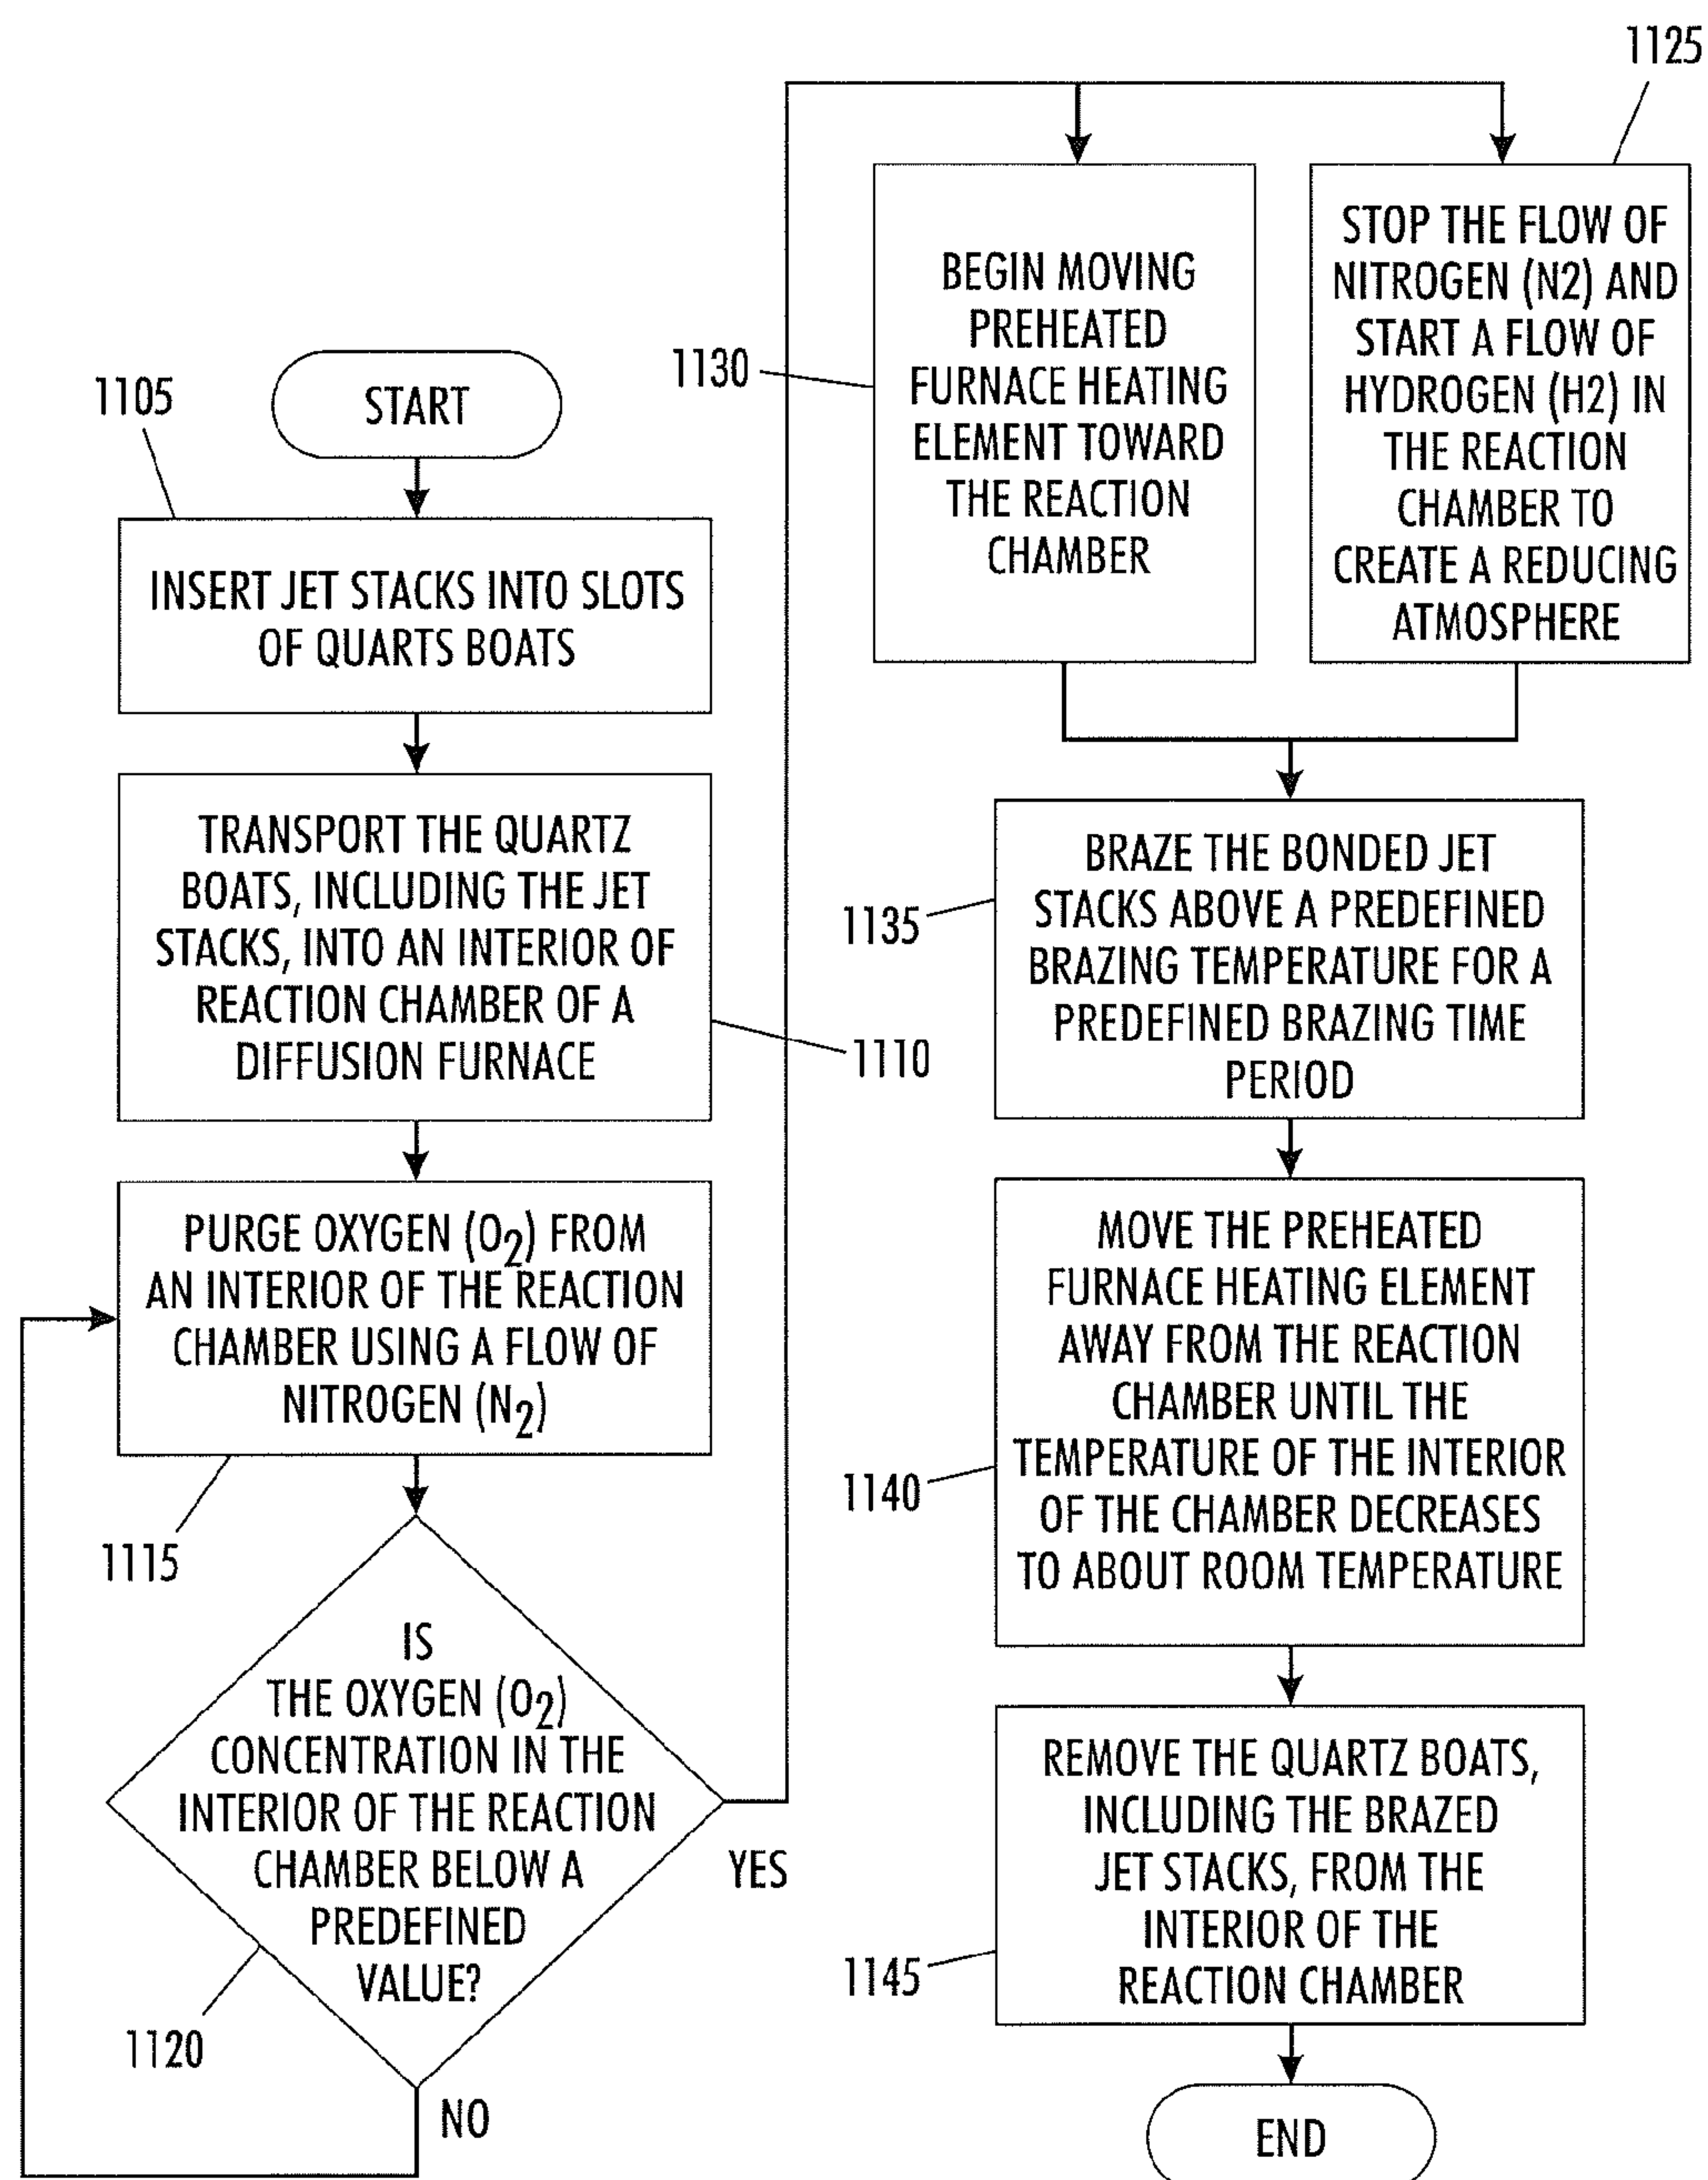 START
1105
INSERT JET STACKS INTO SLOTS
OF QUARTS BOATS
TRANSPORT THE QUARTZ
BOATS, INCLUDING THE JET
STACKS, INTO AN INTERIOR OF
REACTION CHAMBER OF A
DIFFUSION FURNACE
1110
PURGE OXYGEN (O2) FROM
AN INTERIOR OF THE REACTION
CHAMBER USING A FLOW OF
NITROGEN (N2)
1115
IS
THE OXYGEN (O2)
CONCENTRATION IN THE
INTERIOR OF THE REACTION
CHAMBER BELOW A
PREDEFINED
VALUE?
1120
YES
NO
1125
STOP THE FLOW OF
NITROGEN (N2) AND
START A FLOW OF
HYDROGEN (H2) IN
THE REACTION
CHAMBER TO
CREATE A REDUCING
ATMOSPHERE
1130
BEGIN MOVING
PREHEATED
FURNACE HEATING
ELEMENT TOWARD
THE REACTION
CHAMBER
1135
BRAZE THE BONDED JET
STACKS ABOVE A PREDEFINED
BRAZING TEMPERATURE FOR A
PREDEFINED BRAZING TIME
PERIOD
1140
MOVE THE PREHEATED
FURNACE HEATING ELEMENT
AWAY FROM THE REACTION
CHAMBER UNTIL THE
TEMPERATURE OF THE INTERIOR
OF THE CHAMBER DECREASES
TO ABOUT ROOM TEMPERATURE
1145
REMOVE THE QUARTZ BOATS,
INCLUDING THE BRAZED
JET STACKS, FROM THE
INTERIOR OF THE
REACTION CHAMBER
END